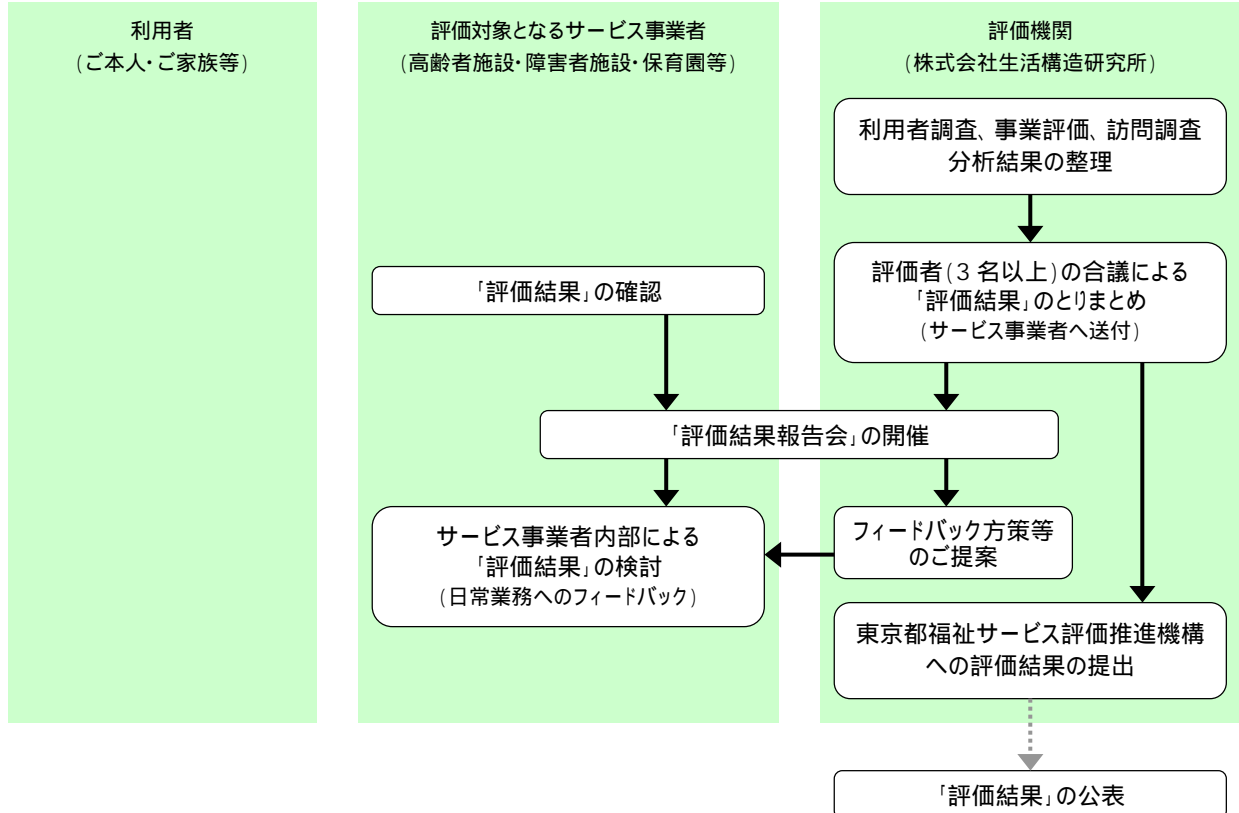 利用者
(ご本人・ご家族等)
評価対象となるサービス事業者
(高齢者施設・障害者施設・保育園等)
評価機関
(株式会社生活構造研究所)
利用者調査、事業評価、訪問調査
分析結果の整理
評価者(3名以上)の合議による
「評価結果」のとりまとめ
(サービス事業者へ送付)
「評価結果」の確認
「評価結果報告会」の開催
サービス事業者内部による
「評価結果」の検討
(日常業務へのフィードバック)
フィードバック方策等
のご提案
東京都福祉サービス評価推進機構
への評価結果の提出
「評価結果」の公表